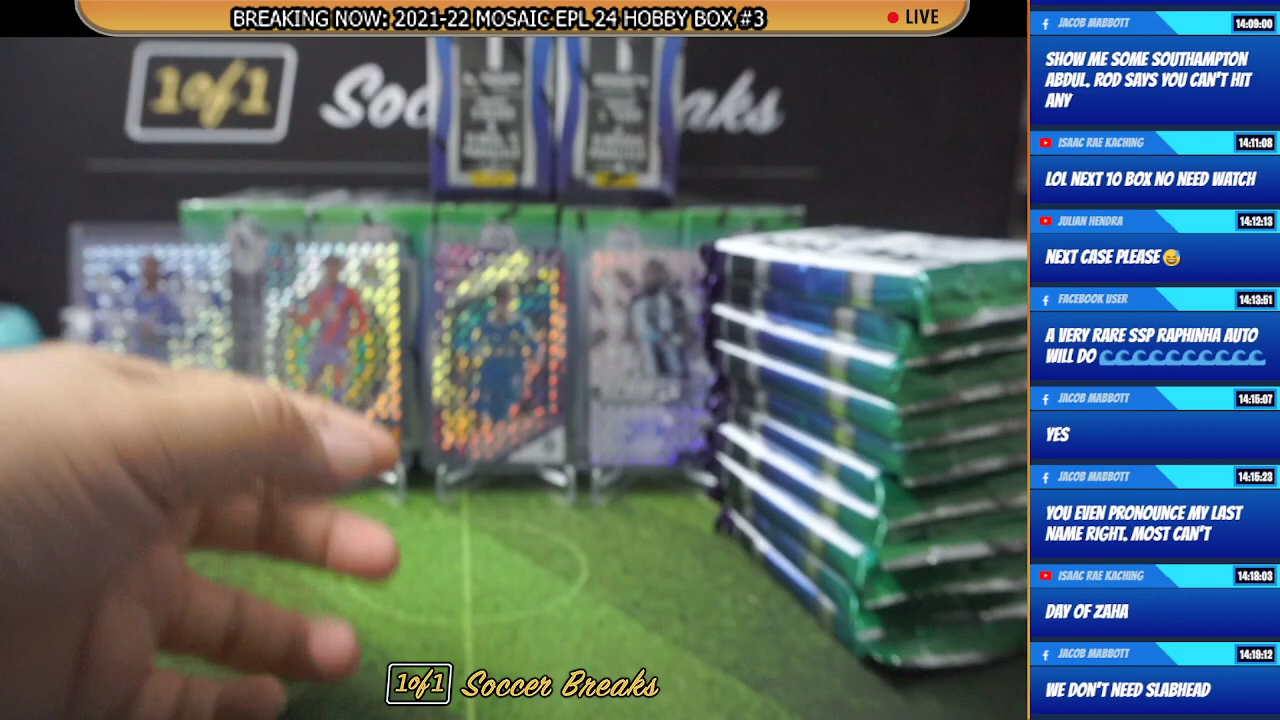 BREAKING NOW: 2021-22 MOSAIC EPL 24 HOBBY BOX #3
LIVE
1of1
Soc aks
1of1 Soccer Breaks
JACOB MABBOTT 14:09:00
SHOW ME SOME SOUTHAMPTON
ABDUL. ROD SAYS YOU CAN'T HIT
ANY
ISAAC RAE KACHING 14:11:08
LOL NEXT 10 BOX NO NEED WATCH
JULIAN HENDRA 14:12:13
NEXT CASE PLEASE😅
FACEBOOK USER 14:13:51
A VERY RARE SSP RAPHINHA AUTO
WILL DO 🌊🌊🌊🌊🌊🌊🌊🌊🌊🌊🌊
JACOB MABBOTT 14:15:07
YES
JACOB MABBOTT 14:15:23
YOU EVEN PRONOUNCE MY LAST
NAME RIGHT. MOST CAN'T
ISAAC RAE KACHING 14:18:03
DAY OF ZAHA
JACOB MABBOTT 14:19:12
WE DON'T NEED SLABHEAD